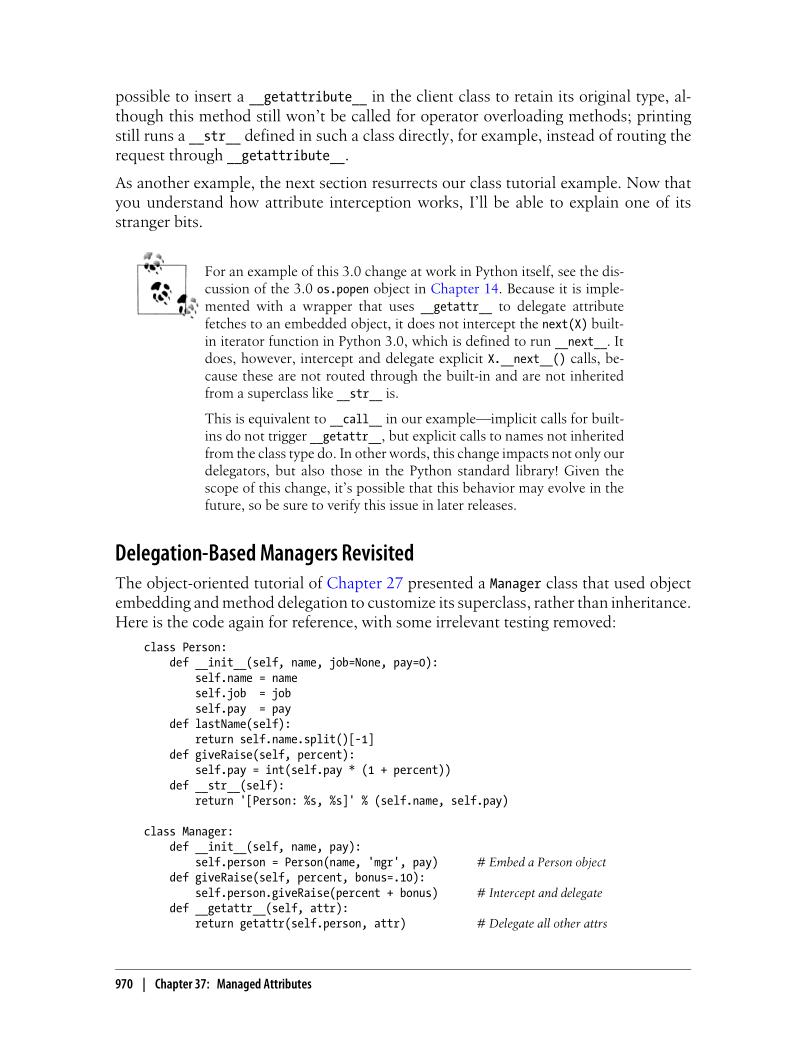 possible to insert a __getattribute__ in the client class to retain its original type, al-
though this method still won't be called for operator overloading methods; printing
still runs a __str__ defined in such a class directly, for example, instead of routing the
request through __getattribute__.
As another example, the next section resurrects our class tutorial example. Now that
you understand how attribute interception works, I'll be able to explain one of its
stranger bits.
For an example of this 3.0 change at work in Python itself, see the dis-
cussion of the 3.0 os.popen object in Chapter 14. Because it is imple-
mented with a wrapper that uses __getattr__ to delegate attribute
fetches to an embedded object, it does not intercept the next(X) built-
in iterator function in Python 3.0, which is defined to run __next__. It
does, however, intercept and delegate explicit X.__next__() calls, be-
cause these are not routed through the built-in and are not inherited
from a superclass like __str__ is.
This is equivalent to __call__ in our example—implicit calls for built-
ins do not trigger __getattr__, but explicit calls to names not inherited
from the class type do. In other words, this change impacts not only our
delegators, but also those in the Python standard library! Given the
scope of this change, it's possible that this behavior may evolve in the
future, so be sure to verify this issue in later releases.
Delegation-Based Managers Revisited
The object-oriented tutorial of Chapter 27 presented a Manager class that used object
embedding and method delegation to customize its superclass, rather than inheritance.
Here is the code again for reference, with some irrelevant testing removed:
class Person:
    def __init__(self, name, job=None, pay=0):
        self.name = name
        self.job  = job
        self.pay  = pay
    def lastName(self):
        return self.name.split()[-1]
    def giveRaise(self, percent):
        self.pay = int(self.pay * (1 + percent))
    def __str__(self):
        return '[Person: %s, %s]' % (self.name, self.pay)
class Manager:
    def __init__(self, name, pay):
        self.person = Person(name, 'mgr', pay)      # Embed a Person object
    def giveRaise(self, percent, bonus=.10):
        self.person.giveRaise(percent + bonus)      # Intercept and delegate
    def __getattr__(self, attr):
        return getattr(self.person, attr)           # Delegate all other attrs
970 | Chapter 37: Managed Attributes